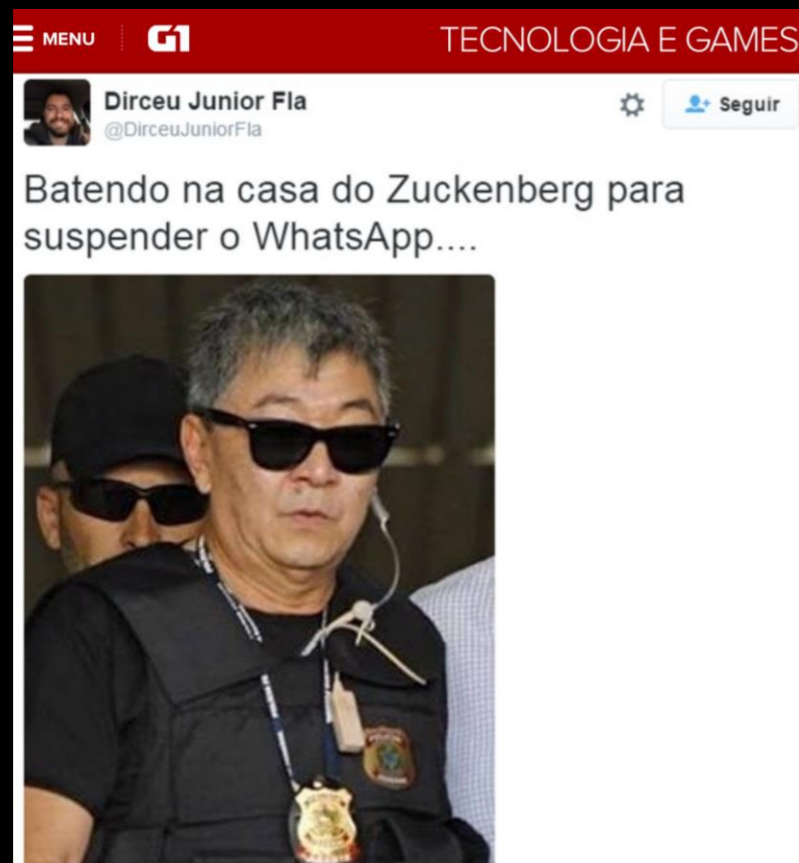 MENU
G1
TECNOLOGIA E GAMES
Dirceu Junior Fla
@DirceuJuniorFla
Seguir
Batendo na casa do Zuckenberg para
suspender o WhatsApp....